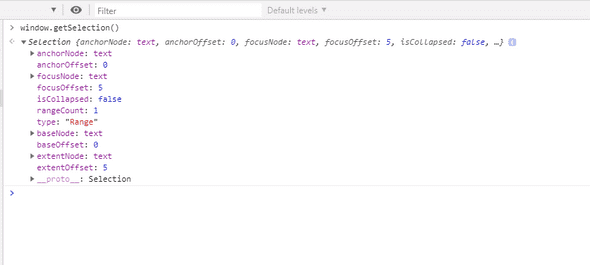 Filter
Default levels ▼
> window.getSelection()
‹· ▼ Selection {anchorNode: text, anchorOffset: 0, focusNode: text, focusOffset: 5, isCollapsed: false, …} i
▶ anchorNode: text
anchorOffset: 0
▶ focusNode: text
focusOffset: 5
isCollapsed: false
rangeCount: 1
type: "Range"
▶ baseNode: text
baseOffset: 0
▶ extentNode: text
extentOffset: 5
▶ __proto__: Selection
>